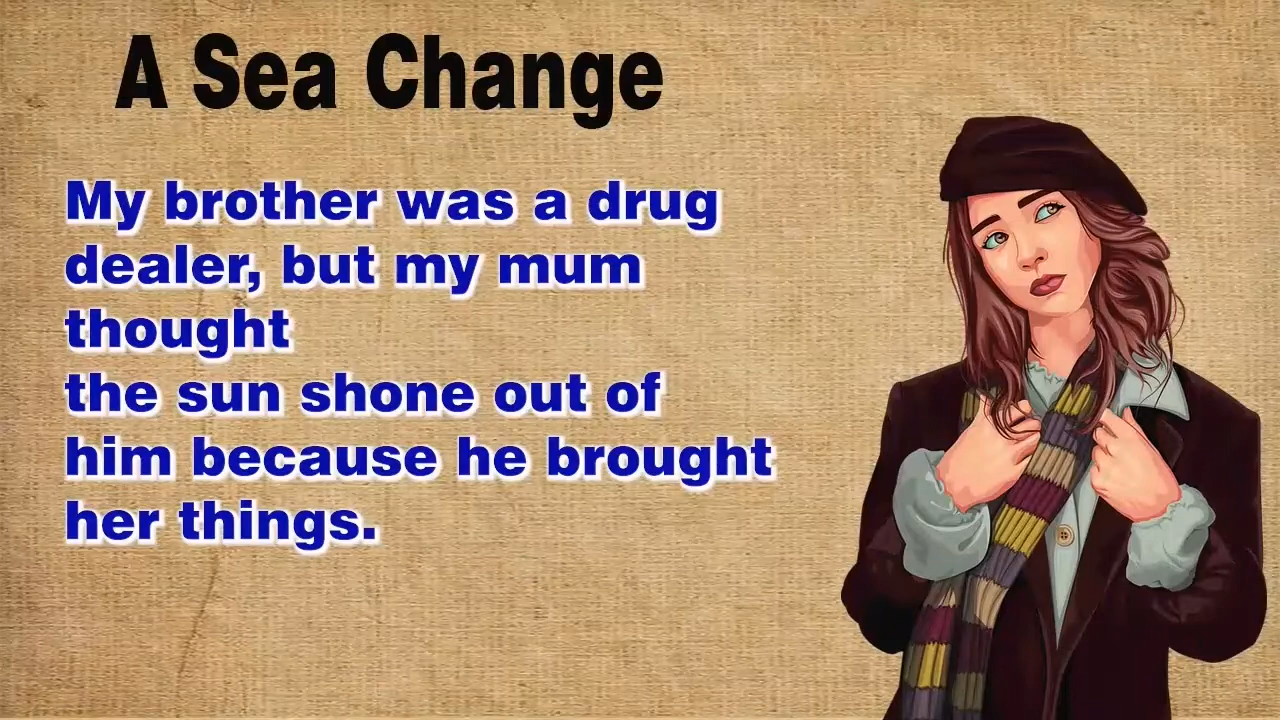 A Sea Change
My brother was a drug
dealer, but my mum
thought
the sun shone out of
him because he brought
her things.